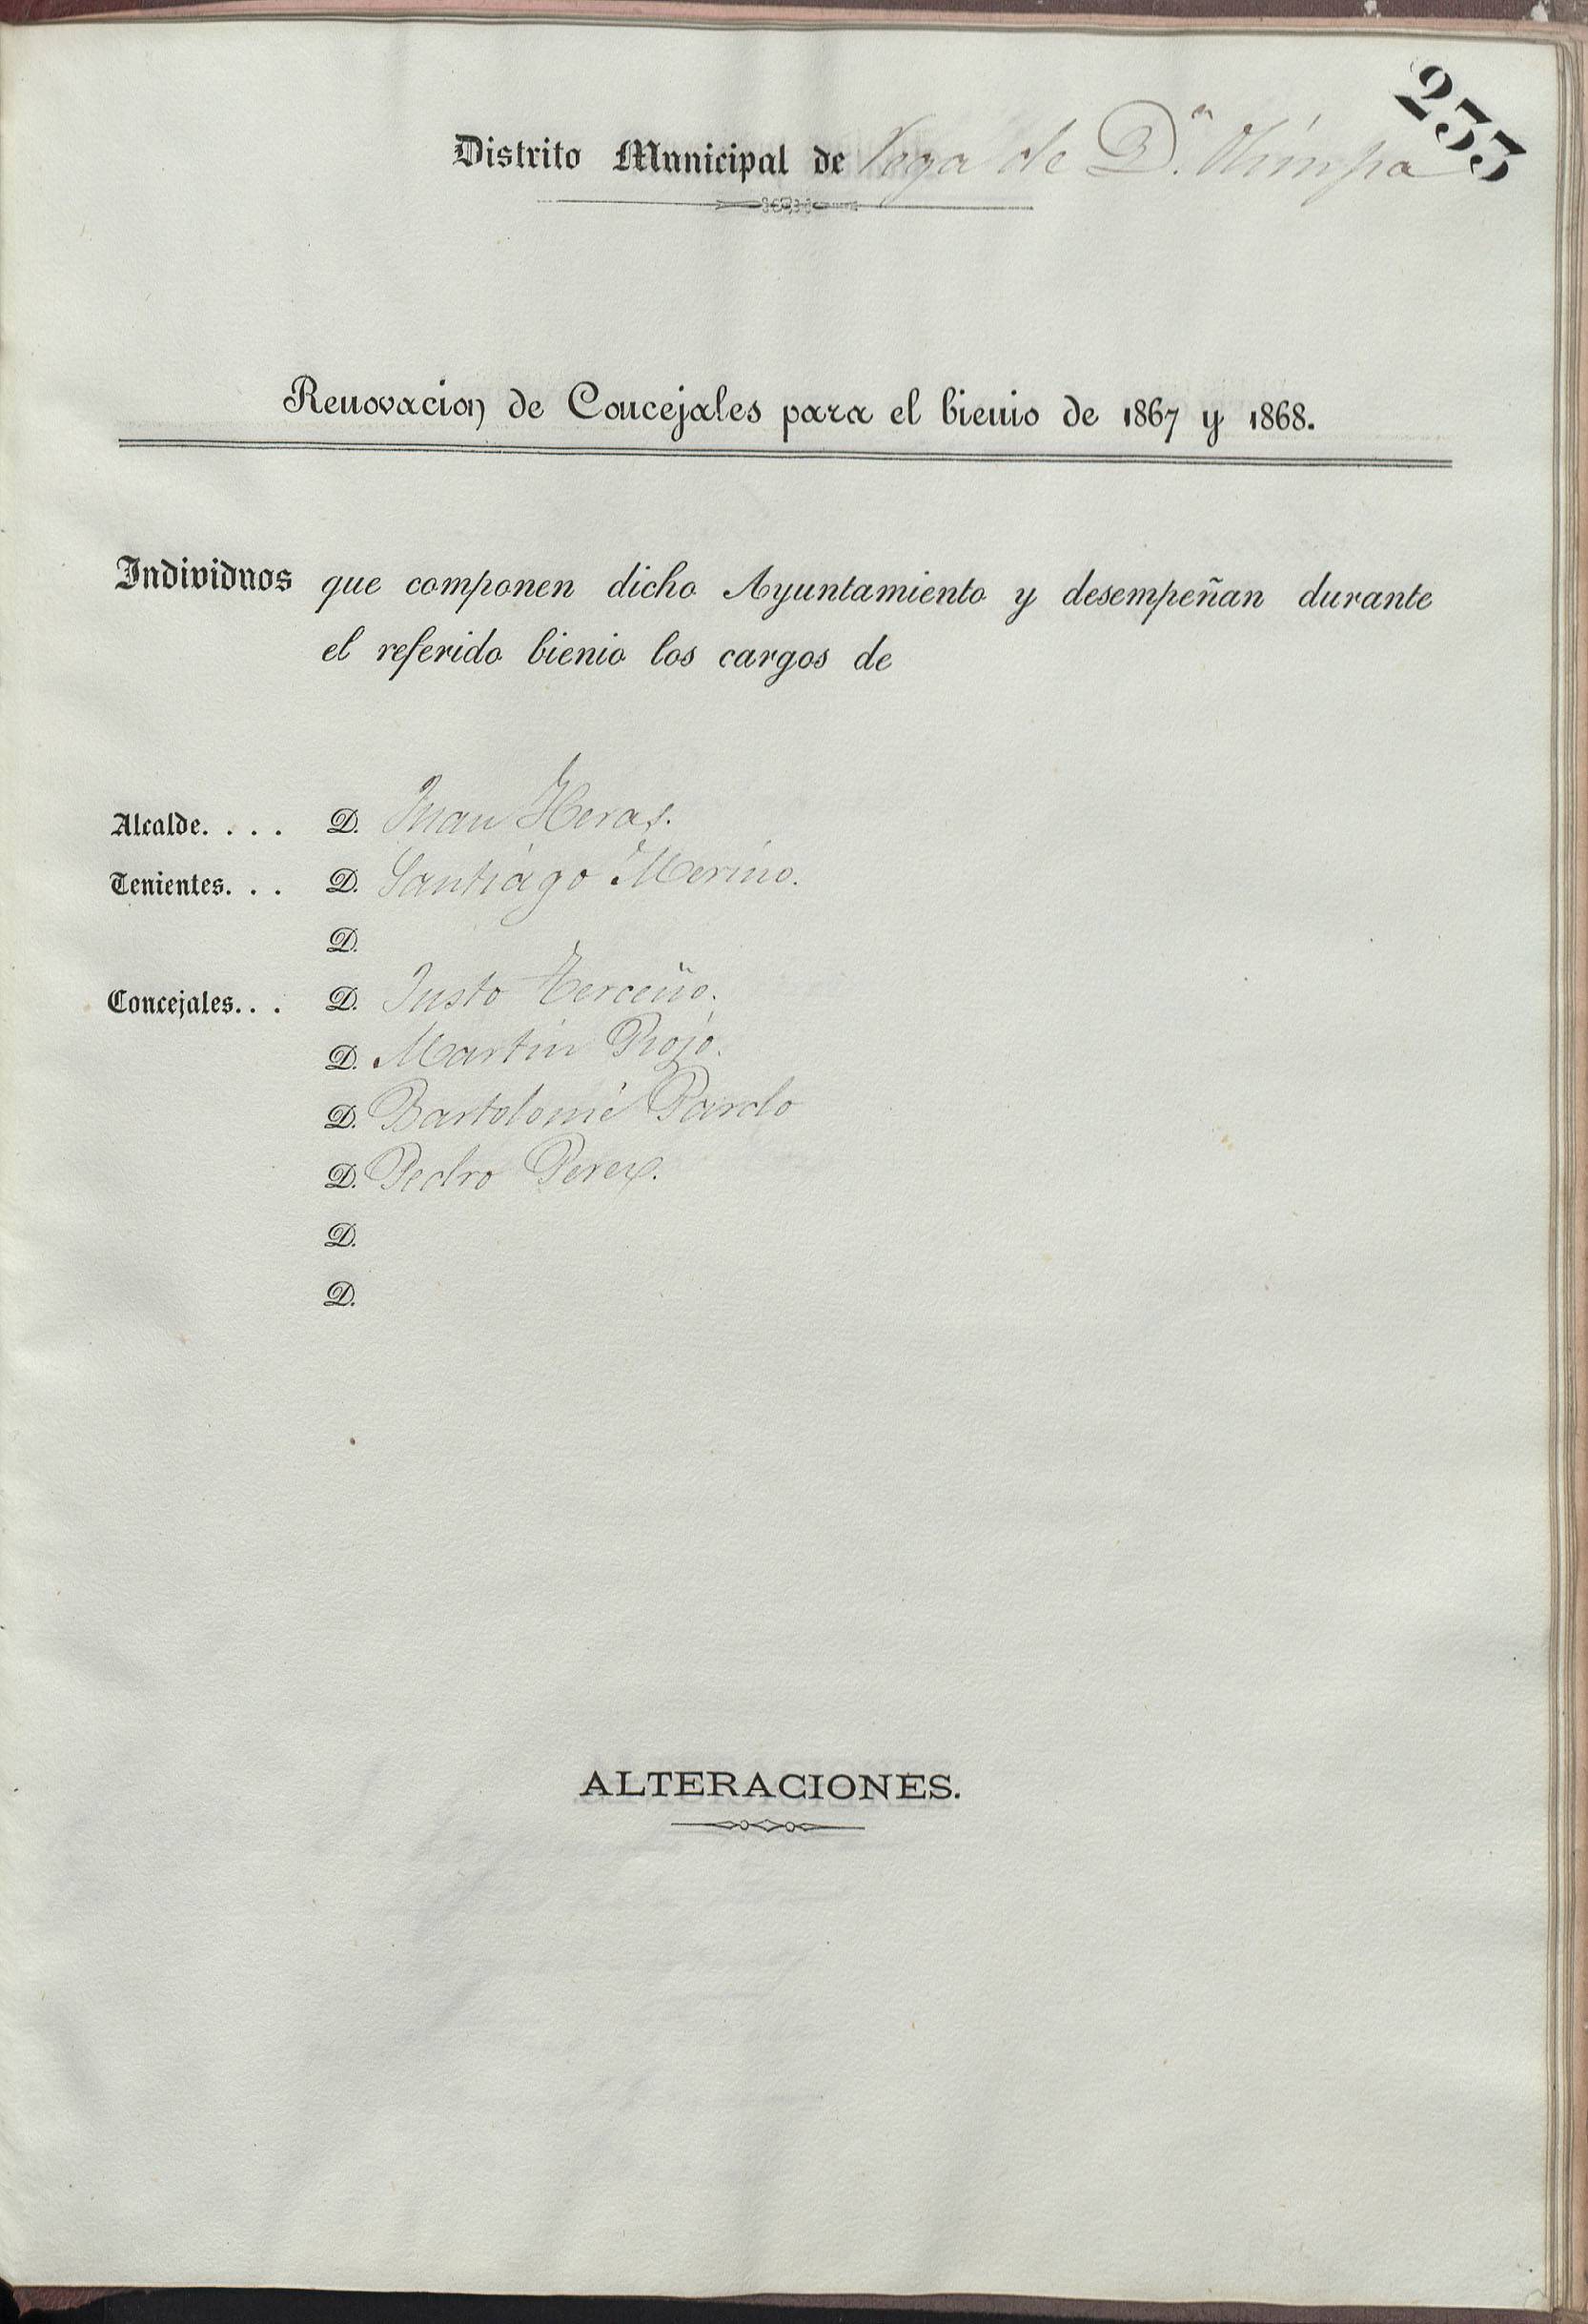 233
Distrito Municipal de Vega de D.ª Olimpa
Renovacion de Concejales para el bienio de 1867 y 1868.
Individuos que componen dicho Ayuntamiento y desempeñan durante
el referido bienio los cargos de
Alcalde. . . . D. Juan Heras.
Tenientes. . . D. Santiago Merino.
D.
Concejales. . . D. Justo Terceño.
D. Martin Rojo.
D. Bartolomé Pardo
D. Pedro Perez.
D.
D.
ALTERACIONES.